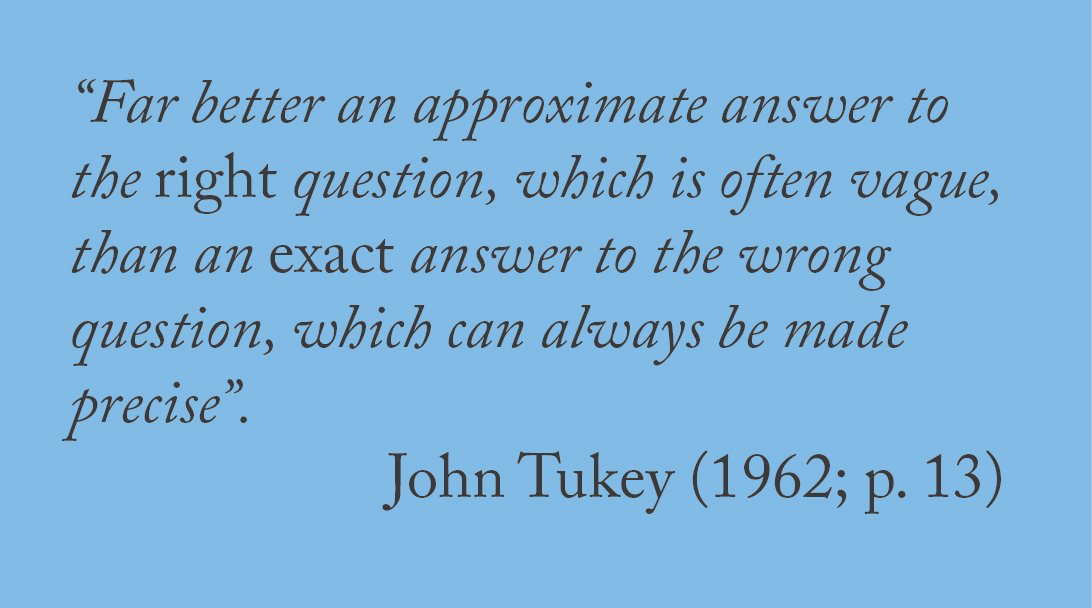 “Far better an approximate answer to
the right question, which is often vague,
than an exact answer to the wrong
question, which can always be made
precise”.
John Tukey (1962; p. 13)